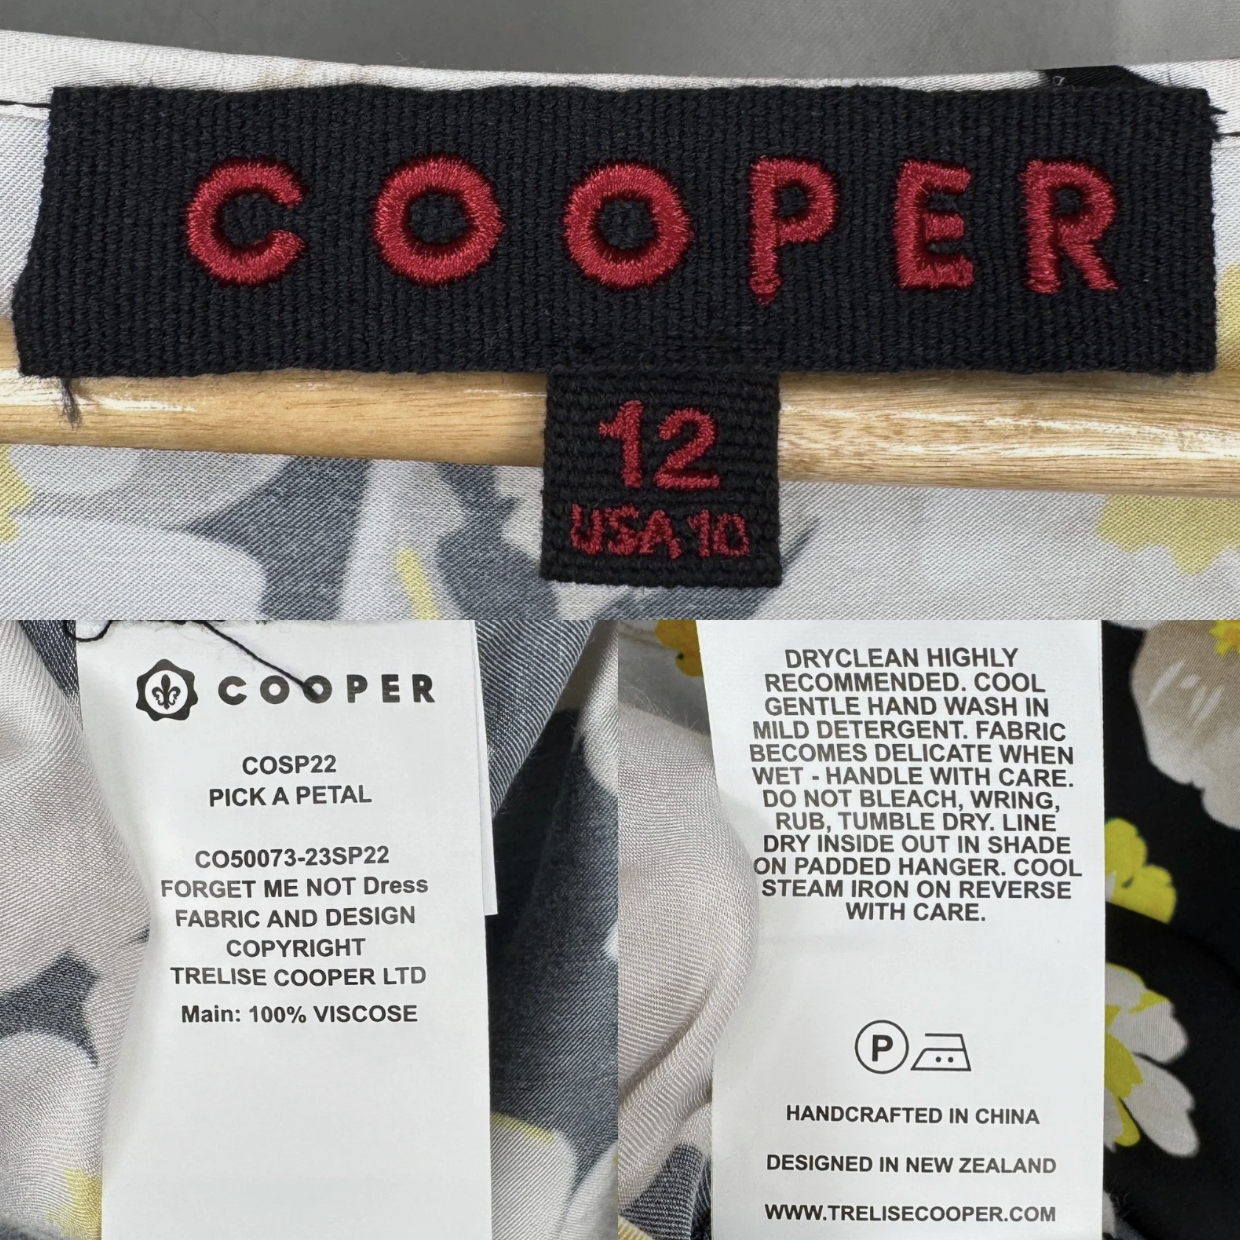 COOPER
12
USA 10
COOPER
COSP22
PICK A PETAL
CO50073-23SP22
FORGET ME NOT Dress
FABRIC AND DESIGN
COPYRIGHT
TRELISE COOPER LTD
Main: 100% VISCOSE
DRYCLEAN HIGHLY
RECOMMENDED. COOL
GENTLE HAND WASH IN
MILD DETERGENT. FABRIC
BECOMES DELICATE WHEN
WET - HANDLE WITH CARE.
DO NOT BLEACH, WRING,
RUB, TUMBLE DRY. LINE
DRY INSIDE OUT IN SHADE
ON PADDED HANGER. COOL
STEAM IRON ON REVERSE
WITH CARE.
P
HANDCRAFTED IN CHINA
DESIGNED IN NEW ZEALAND
WWW.TRELISECOOPER.COM